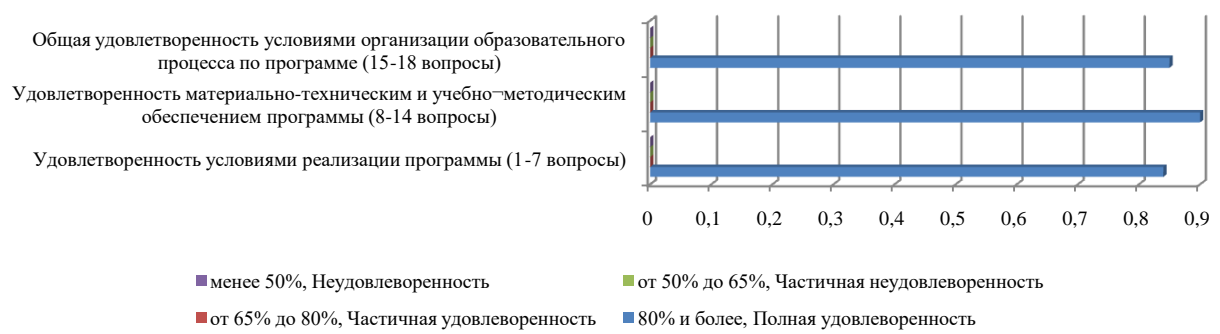 Общая удовлетворенность условиями организации образовательного
процесса по программе (15-18 вопросы)
Удовлетворенность материально-техническим и учебно¬методическим
обеспечением программы (8-14 вопросы)
Удовлетворенность условиями реализации программы (1-7 вопросы)
0 0,1 0,2 0,3 0,4 0,5 0,6 0,7 0,8 0,9
менее 50%, Неудовлеворенность от 50% до 65%, Частичная неудовлеворенность
от 65% до 80%, Частичная удовлеворенность 80% и более, Полная удовлеворенность